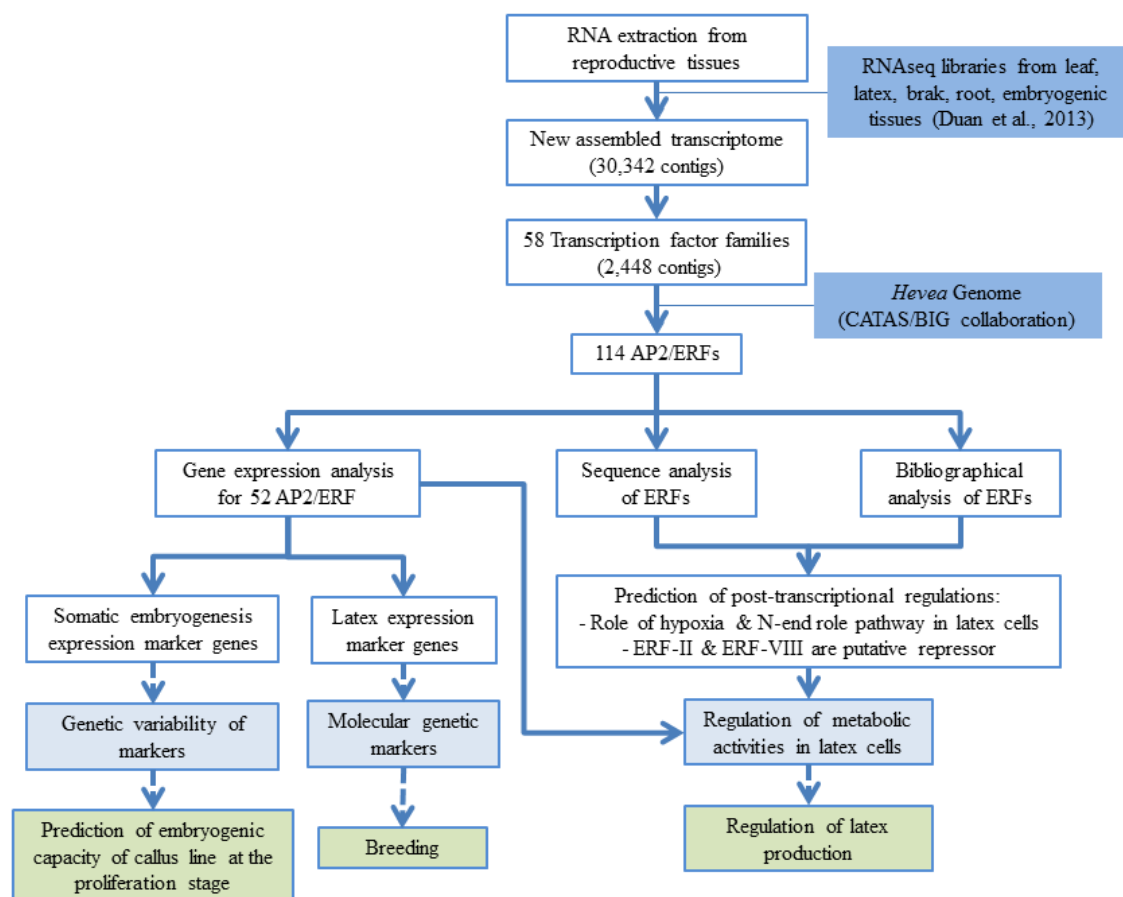 RNA extraction from
reproductive tissues
RNAseq libraries from leaf,
latex, brak, root, embryogenic
tissues (Duan et al., 2013)
New assembled transcriptome
(30,342 contigs)
58 Transcription factor families
(2,448 contigs)
Hevea Genome
(CATAS/BIG collaboration)
114 AP2/ERFs
Gene expression analysis
for 52 AP2/ERF
Sequence analysis
of ERFs
Bibliographical
analysis of ERFs
Somatic embryogenesis
expression marker genes
Latex expression
marker genes
Prediction of post-transcriptional regulations:
- Role of hypoxia & N-end role pathway in latex cells
- ERF-II & ERF-VIII are putative repressor
Genetic variability of
markers
Molecular genetic
markers
Regulation of metabolic
activities in latex cells
Prediction of embryogenic
capacity of callus line at the
proliferation stage
Breeding
Regulation of latex
production